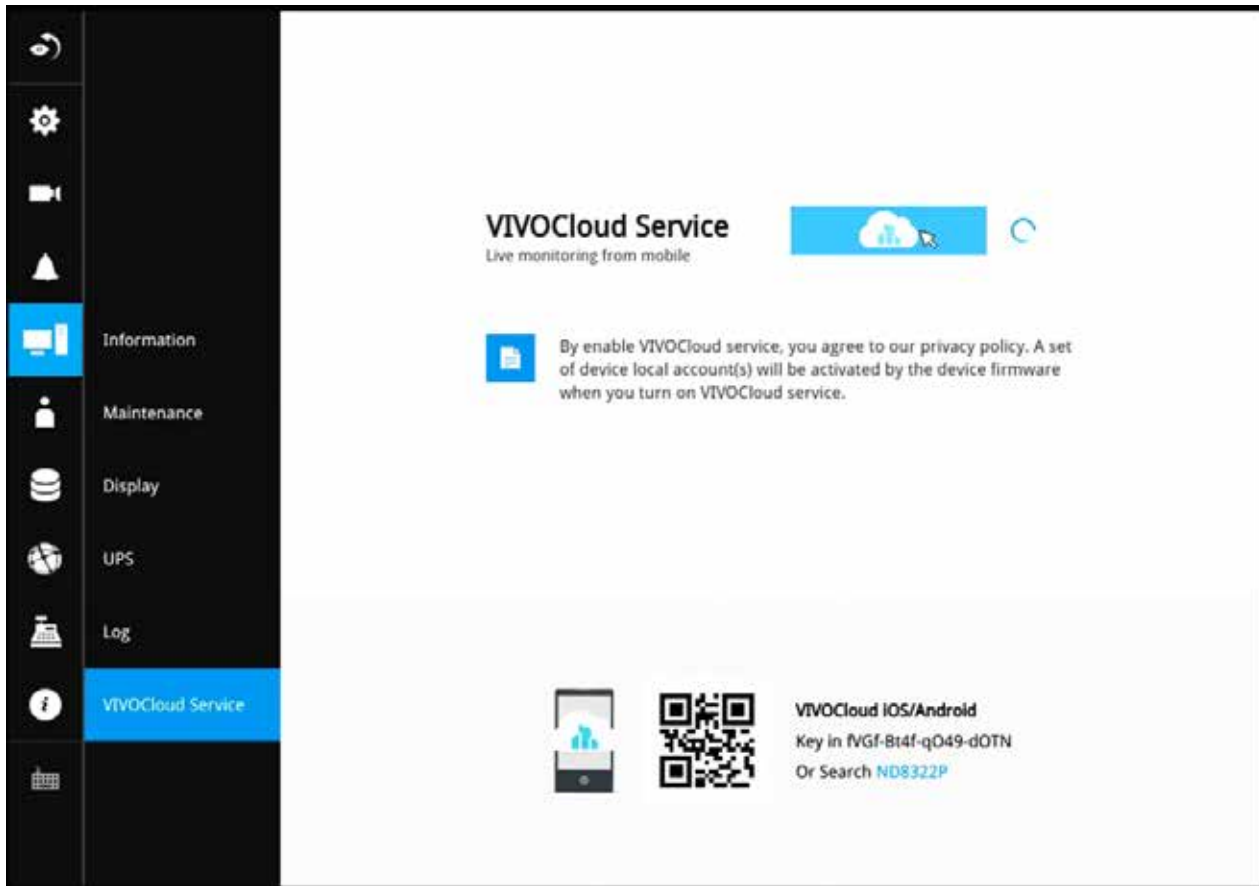 VIVOCloud Service
Live monitoring from mobile
Information
By enable VIVOCloud service, you agree to our privacy policy. A set
of device local account(s) will be activated by the device firmware
when you turn on VIVOCloud service.
Maintenance
Display
UPS
Log
VIVOCloud Service
VIVOCloud iOS/Android
Key in fVGf-Bt4f-qO49-dOTN
Or Search ND8322P